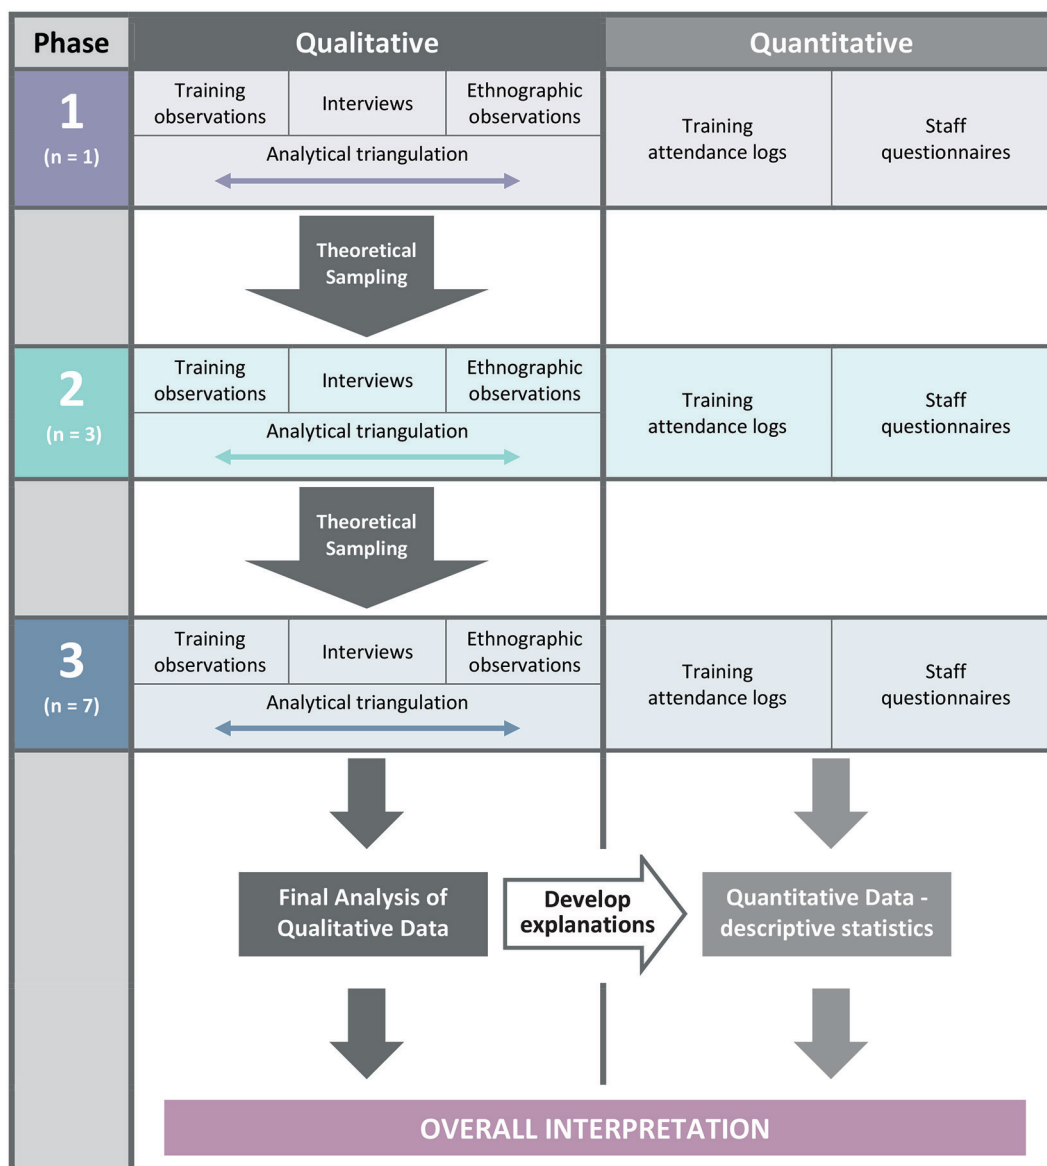 Phase
Qualitative
Quantitative
1
(n = 1)
Training
observations
Interviews
Ethnographic
observations
Analytical triangulation
Training
attendance logs
Staff
questionnaires
Theoretical
Sampling
2
(n = 3)
Training
observations
Interviews
Ethnographic
observations
Analytical triangulation
Training
attendance logs
Staff
questionnaires
Theoretical
Sampling
3
(n = 7)
Training
observations
Interviews
Ethnographic
observations
Analytical triangulation
Training
attendance logs
Staff
questionnaires
Final Analysis of
Qualitative Data
Develop
explanations
Quantitative Data -
descriptive statistics
OVERALL INTERPRETATION